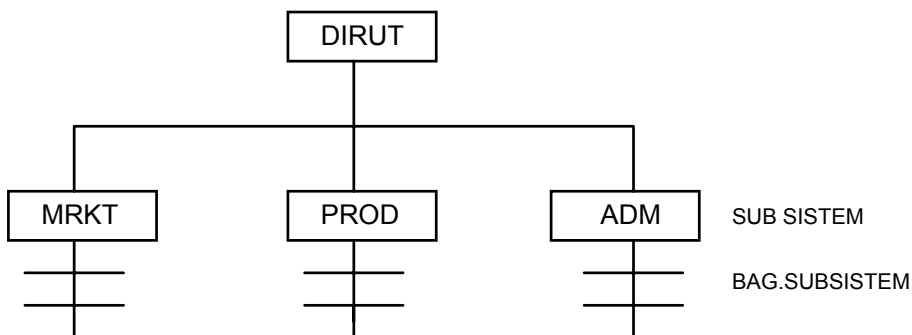 DIRUT
MRKT PROD ADM SUB SISTEM
BAG.SUBSISTEM